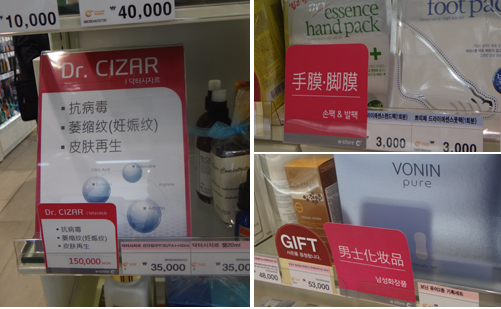 10,000
₩ 40,000
Dr. CIZAR
닥터시자르
▪ 抗病毒
▪ 萎缩纹(妊娠纹)
▪ 皮肤再生
Dr. CIZAR
▪ 抗病毒
▪ 萎缩纹(妊娠纹)
▪ 皮肤再生
150,000
₩ 35,000
₩ 35,000
essence
hand pack
foot pac
手膜·脚膜
손팩 & 발팩
₩ 3,000
₩ 3,000
VONIN
pure
GIFT
男士化妆品
남성화장품
48,000
₩ 53,000